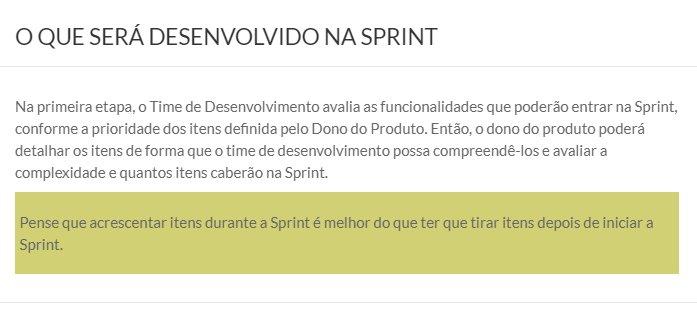 O QUE SERÁ DESENVOLVIDO NA SPRINT
Na primeira etapa, o Time de Desenvolvimento avalia as funcionalidades que poderão entrar na Sprint,
conforme a prioridade dos itens definida pelo Dono do Produto. Então, o dono do produto poderá
detalhar os itens de forma que o time de desenvolvimento possa compreendê-los e avaliar a
complexidade e quantos itens caberão na Sprint.
Pense que acrescentar itens durante a Sprint é melhor do que ter que tirar itens depois de iniciar a
Sprint.